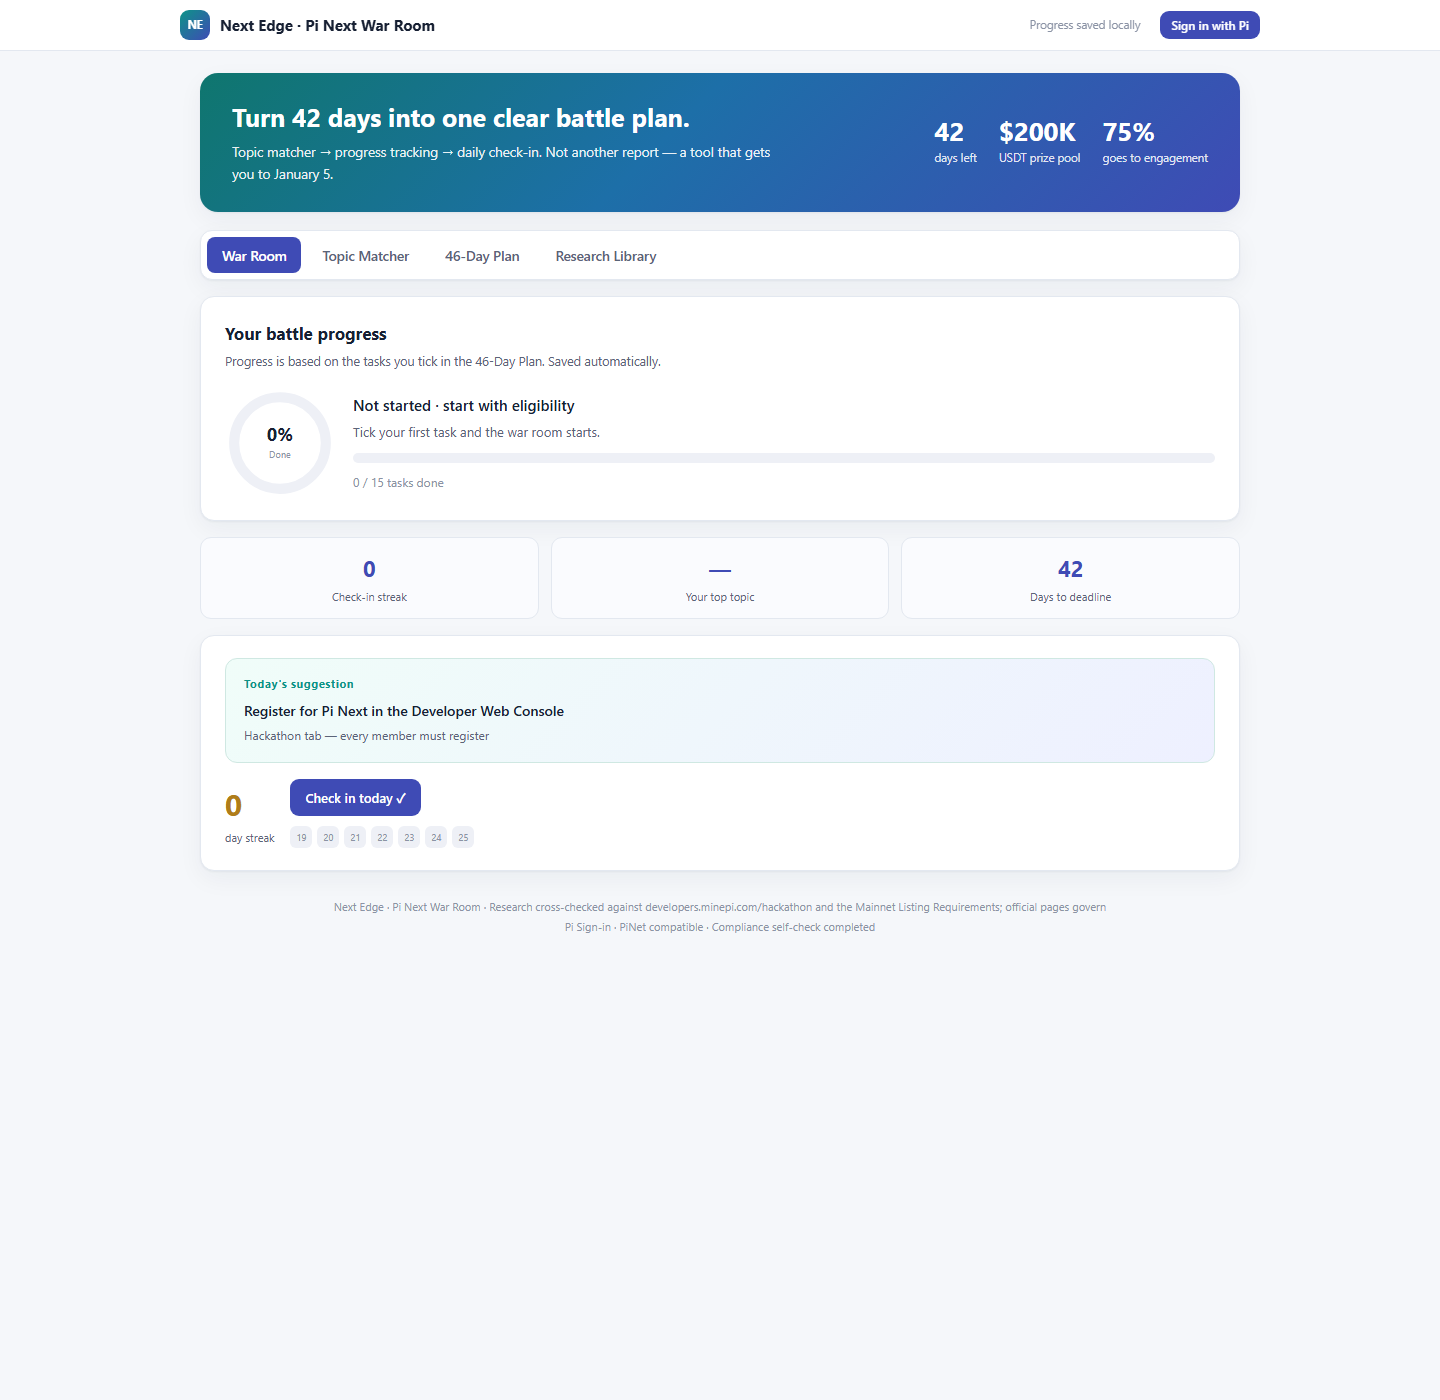 NE
Next Edge · Pi Next War Room
Progress saved locally
Sign in with Pi
Turn 42 days into one clear battle plan.
Topic matcher → progress tracking → daily check-in. Not another report — a tool that gets
you to January 5.
42
days left
$200K
USDT prize pool
75%
goes to engagement
War Room
Topic Matcher
46-Day Plan
Research Library
Your battle progress
Progress is based on the tasks you tick in the 46-Day Plan. Saved automatically.
0%
Done
Not started · start with eligibility
Tick your first task and the war room starts.
0 / 15 tasks done
0
Check-in streak
—
Your top topic
42
Days to deadline
Today's suggestion
Register for Pi Next in the Developer Web Console
Hackathon tab — every member must register
0
day streak
Check in today ✓
19 20 21 22 23 24 25
Next Edge · Pi Next War Room · Research cross-checked against developers.minepi.com/hackathon and the Mainnet Listing Requirements; official pages govern
Pi Sign-in · PiNet compatible · Compliance self-check completed